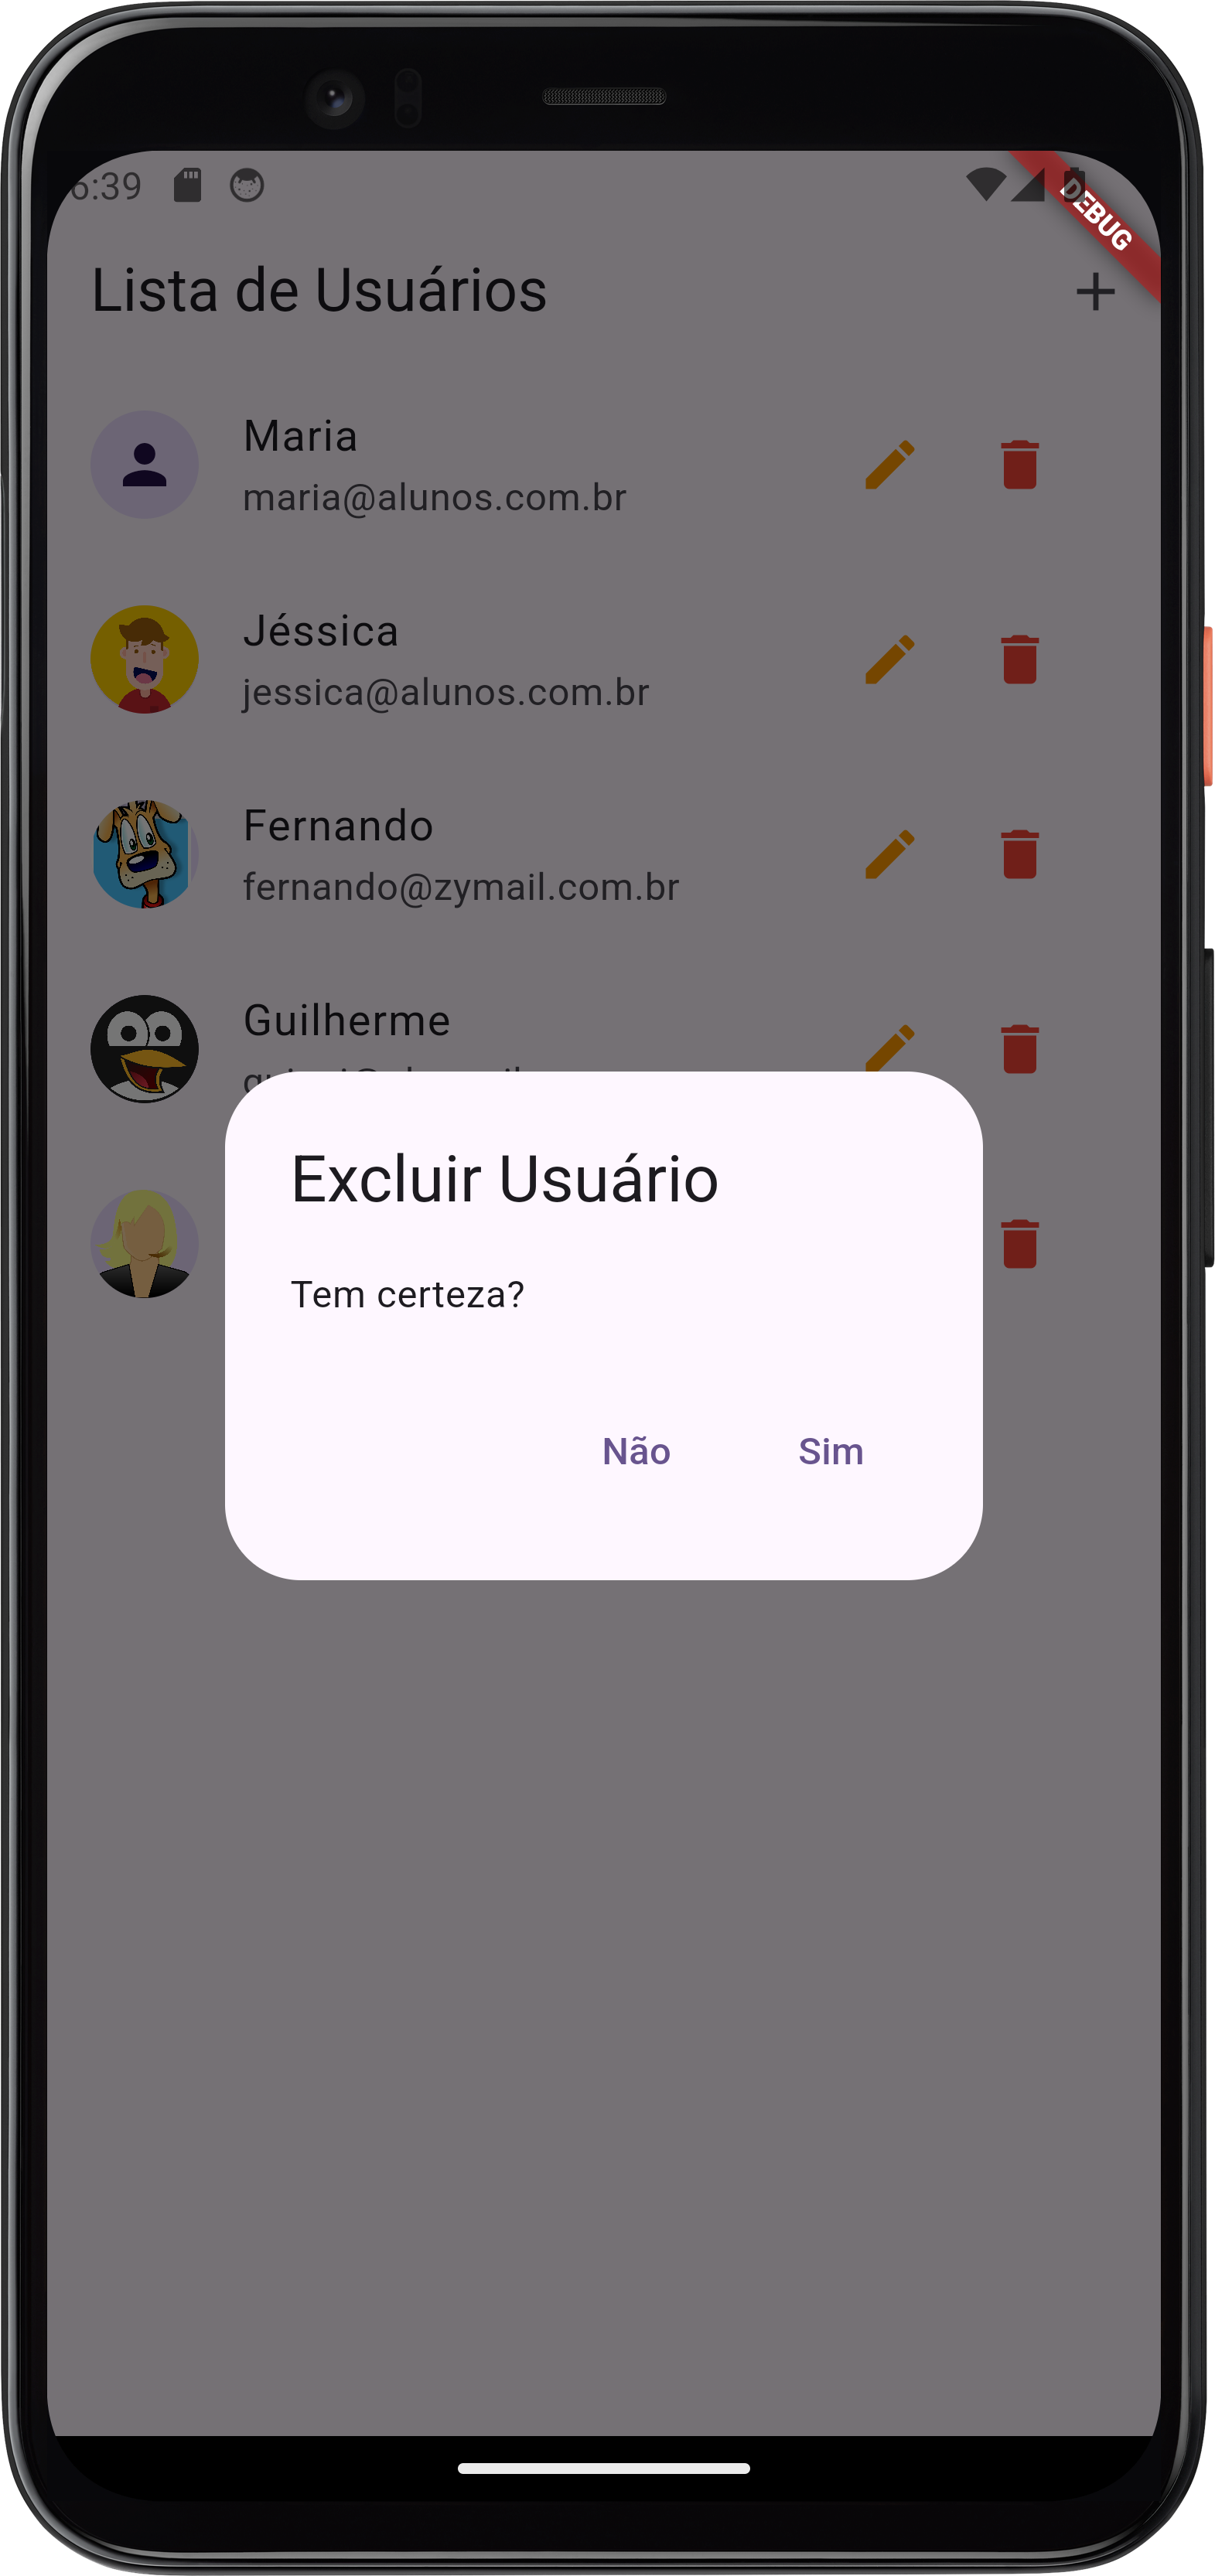 6:39
DEBUG
Lista de Usuários
Maria
maria@alunos.com.br
Jéssica
jessica@alunos.com.br
Fernando
fernando@zymail.com.br
Guilherme
Excluir Usuário
Tem certeza?
Não Sim